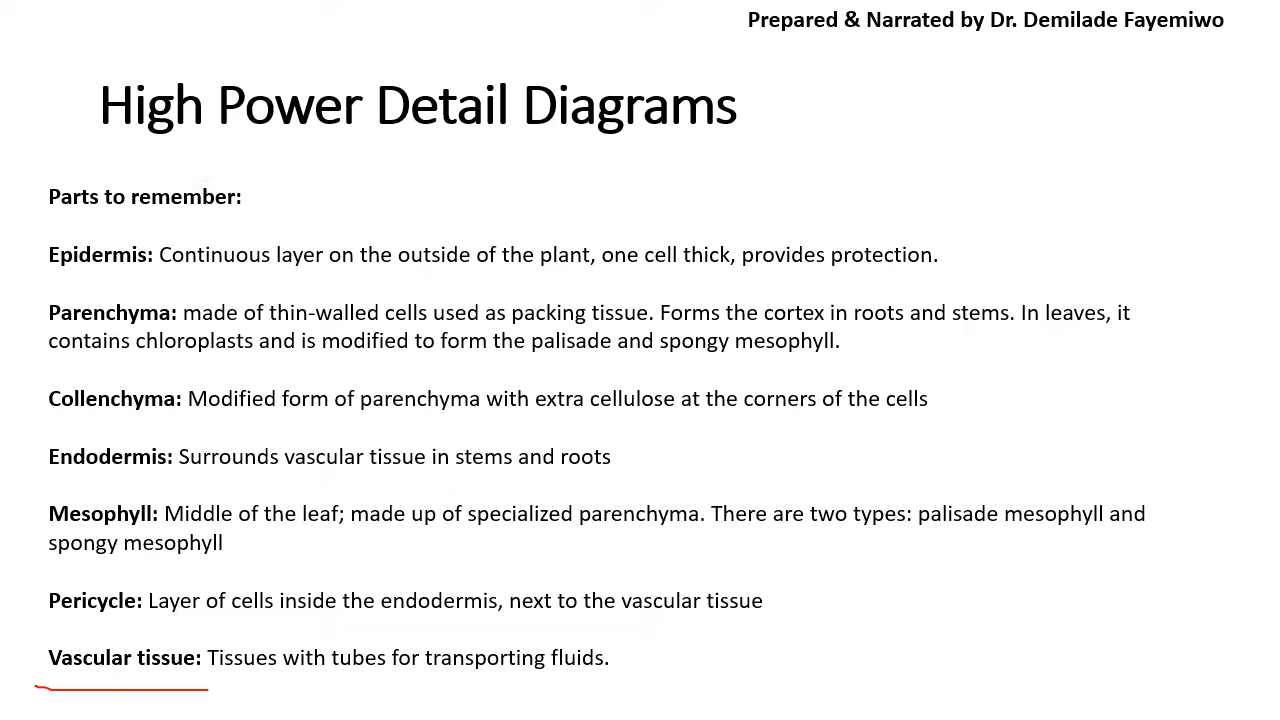 Prepared & Narrated by Dr. Demilade Fayemiwo
High Power Detail Diagrams
Parts to remember:
Epidermis: Continuous layer on the outside of the plant, one cell thick, provides protection.
Parenchyma: made of thin-walled cells used as packing tissue. Forms the cortex in roots and stems. In leaves, it
contains chloroplasts and is modified to form the palisade and spongy mesophyll.
Collenchyma: Modified form of parenchyma with extra cellulose at the corners of the cells
Endodermis: Surrounds vascular tissue in stems and roots
Mesophyll: Middle of the leaf; made up of specialized parenchyma. There are two types: palisade mesophyll and
spongy mesophyll
Pericycle: Layer of cells inside the endodermis, next to the vascular tissue
Vascular tissue: Tissues with tubes for transporting fluids.